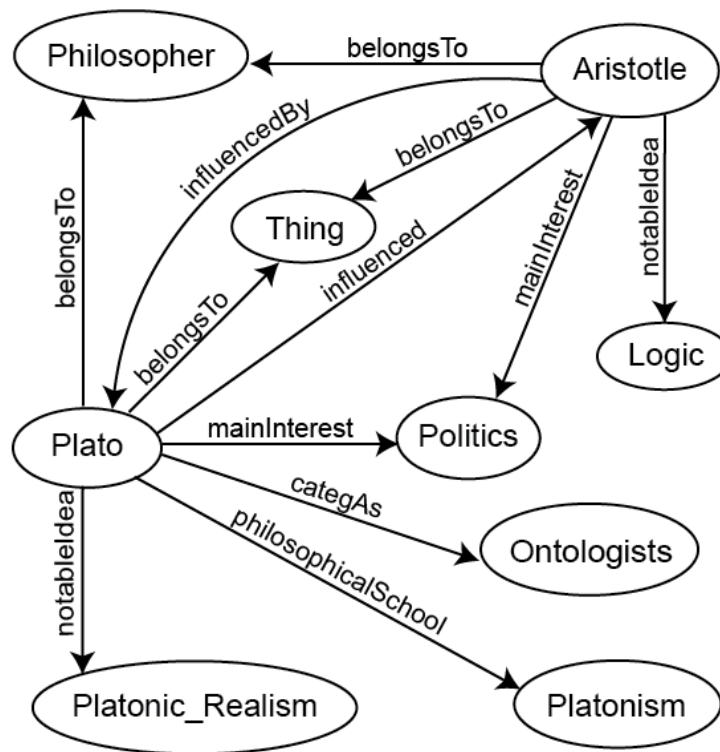 Philosopher
belongsTo
Aristotle
influencedBy
belongsTo
belongsTo
Thing
influenced
mainInterest
notableIdea
belongsTo
Logic
Plato
mainInterest
Politics
categAs
Ontologists
notableIdea
philosophicalSchool
Platonic_Realism
Platonism